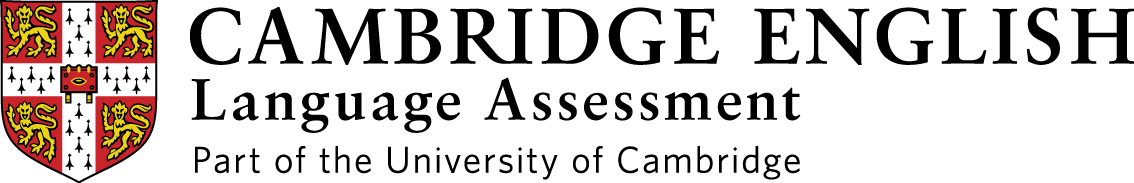 CAMBRIDGE ENGLISH
Language Assessment
Part of the University of Cambridge